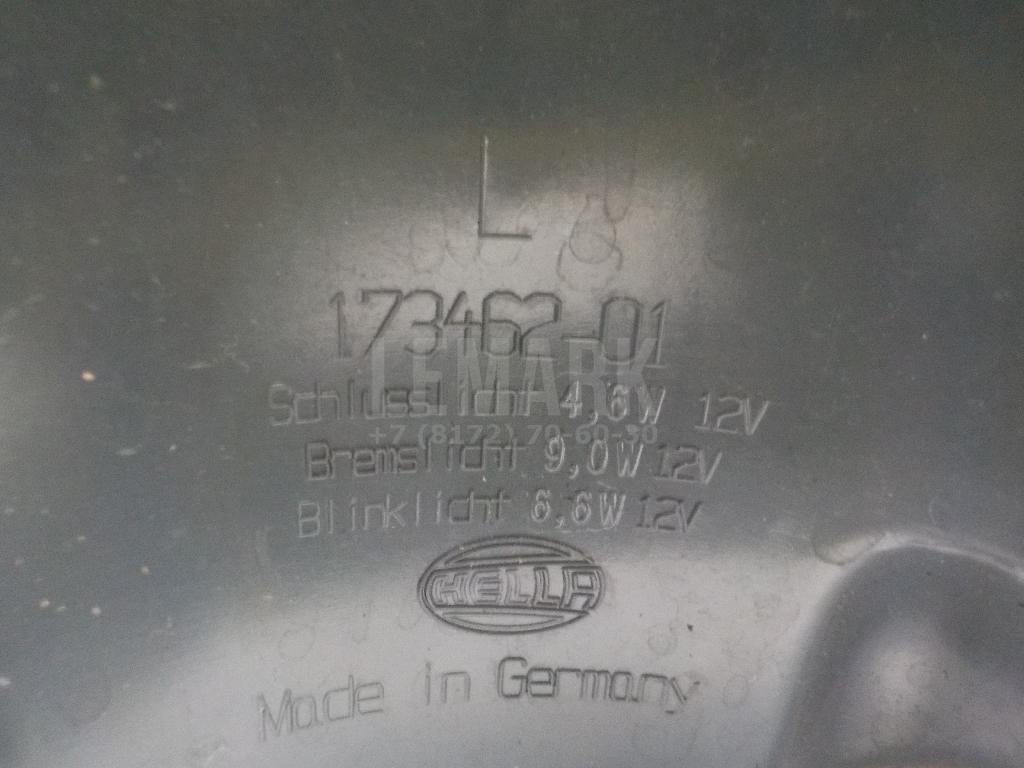 L
173462-01
LEMARK
Schlusslicht 4,6W 12V
+7 (8172) 70-60-90
Bremslicht 9,0W 12V
Blinklicht 6,6W 12V
HELLA
Made in Germany